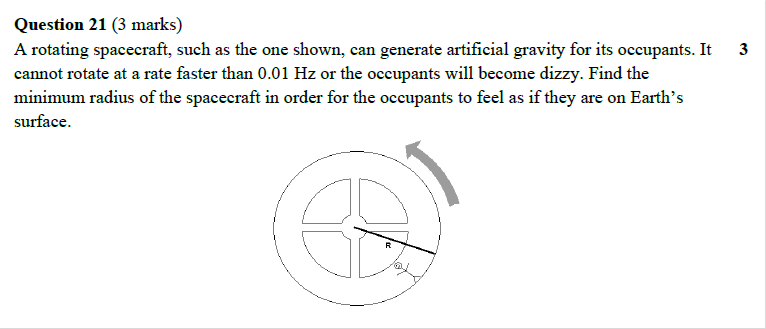 Question 21 (3 marks)
A rotating spacecraft, such as the one shown, can generate artificial gravity for its occupants. It 3
cannot rotate at a rate faster than 0.01 Hz or the occupants will become dizzy. Find the
minimum radius of the spacecraft in order for the occupants to feel as if they are on Earth’s
surface.
R